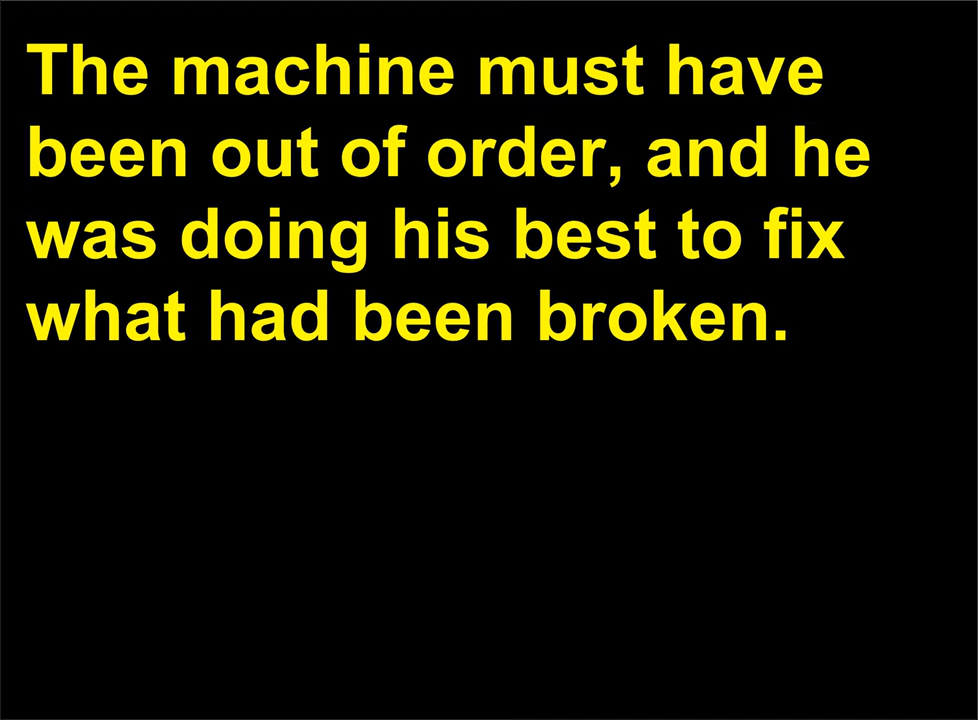 The machine must have
been out of order, and he
was doing his best to fix
what had been broken.